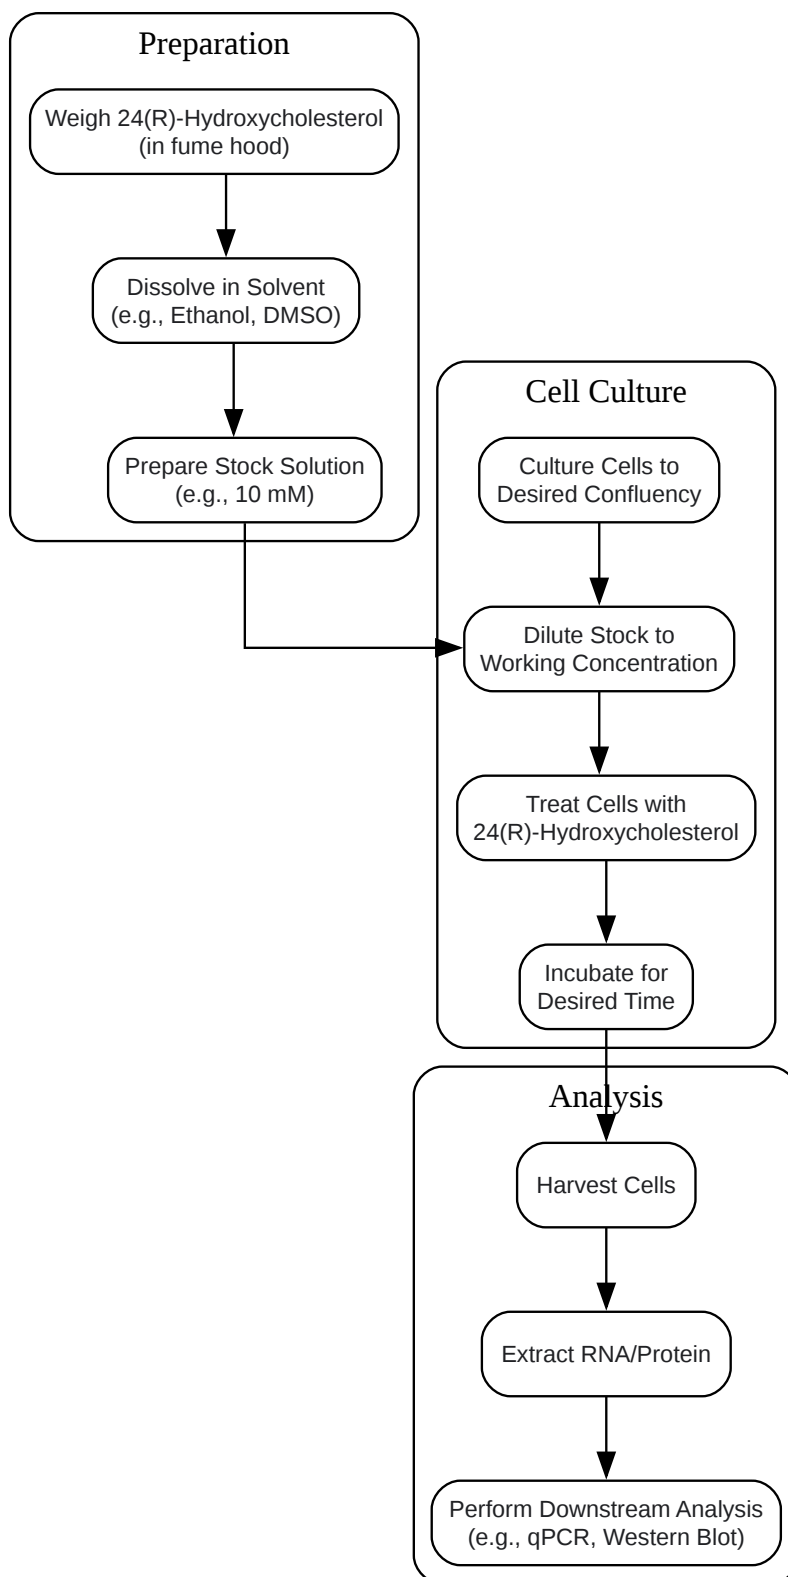 Preparation
Weigh 24(R)-Hydroxycholesterol
(in fume hood)
Dissolve in Solvent
(e.g., Ethanol, DMSO)
Prepare Stock Solution
(e.g., 10 mM)
Cell Culture
Culture Cells to
Desired Confluency
Dilute Stock to
Working Concentration
Treat Cells with
24(R)-Hydroxycholesterol
Incubate for
Desired Time
Analysis
Harvest Cells
Extract RNA/Protein
Perform Downstream Analysis
(e.g., qPCR, Western Blot)